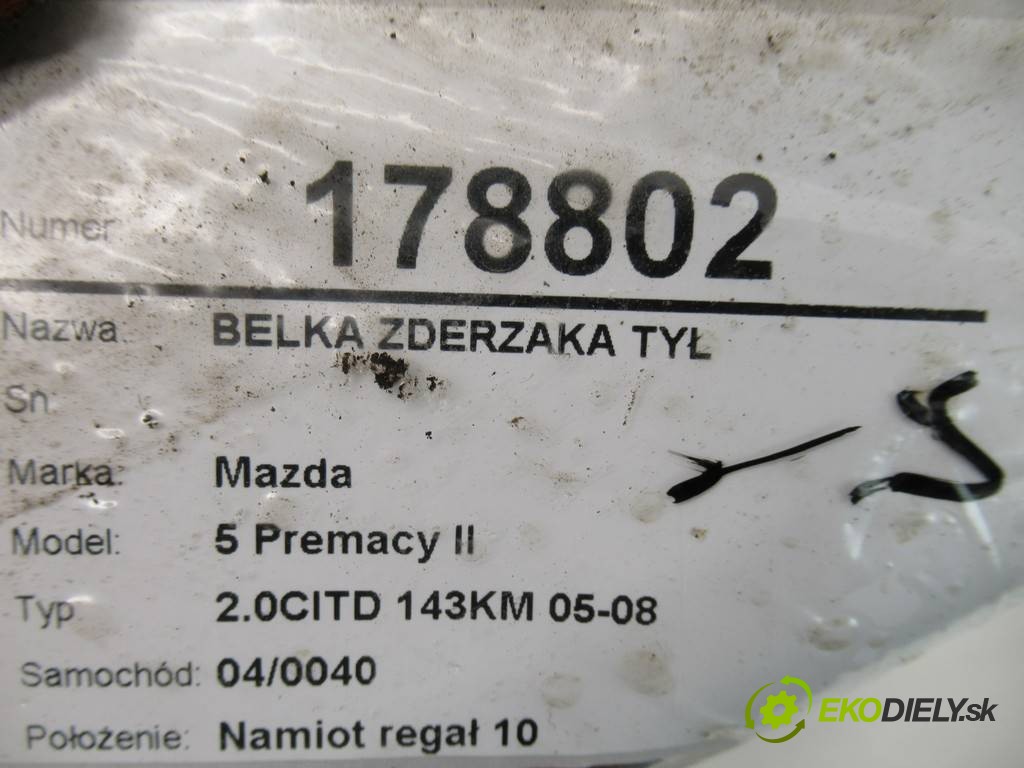 Numer 178802
Nazwa: BELKA ZDERZAKA TYŁ
Sn
Marka: Mazda
Model: 5 Premacy II
Typ 2.0CITD 143KM 05-08
Samochód: 04/0040
Położenie: Namiot regał 10
EKODIELY.sk